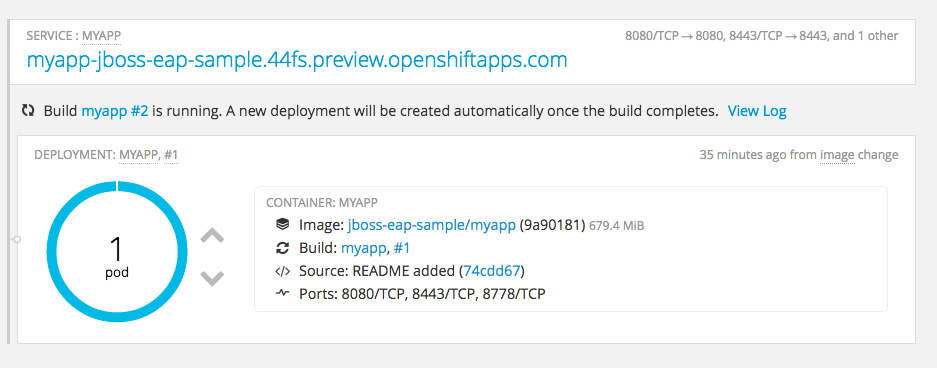 SERVICE : MYAPP
8080/TCP → 8080, 8443/TCP → 8443, and 1 other
myapp-jboss-eap-sample.44fs.preview.openshiftapps.com
Build myapp #2 is running. A new deployment will be created automatically once the build completes. View Log
DEPLOYMENT: MYAPP, #1
35 minutes ago from image change
1
pod
CONTAINER: MYAPP
Image: jboss-eap-sample/myapp (9a90181) 679.4 MiB
Build: myapp, #1
</> Source: README added (74cdd67)
Ports: 8080/TCP, 8443/TCP, 8778/TCP